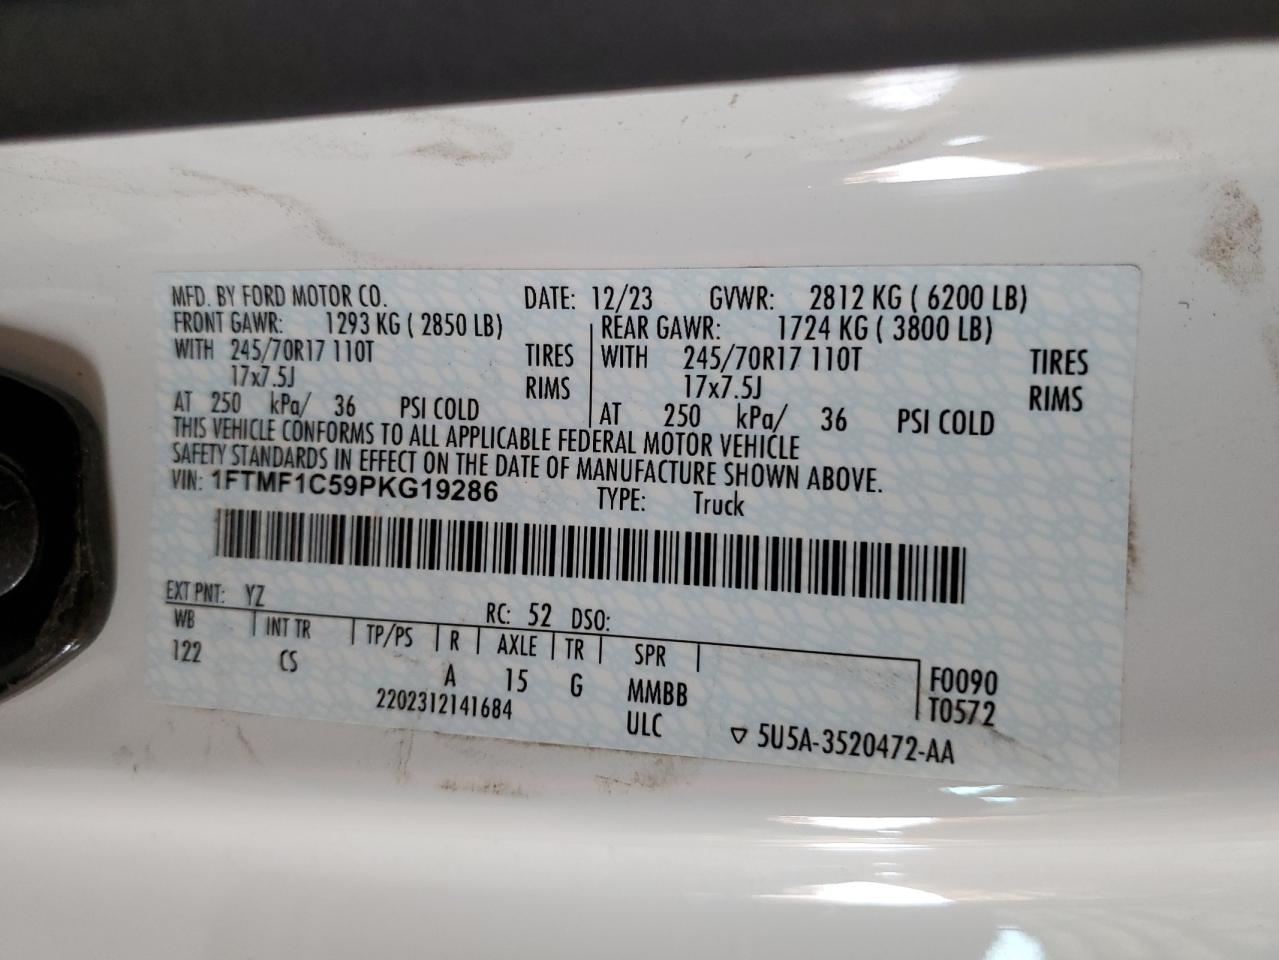 MFD. BY FORD MOTOR CO. DATE: 12/23 GVWR: 2812 KG ( 6200 LB)
FRONT GAWR: 1293 KG ( 2850 LB) REAR GAWR: 1724 KG ( 3800 LB)
WITH 245/70R17 110T TIRES WITH 245/70R17 110T TIRES
17x7.5J RIMS 17x7.5J RIMS
AT 250 kPa/ 36 PSI COLD AT 250 kPa/ 36 PSI COLD
THIS VEHICLE CONFORMS TO ALL APPLICABLE FEDERAL MOTOR VEHICLE
SAFETY STANDARDS IN EFFECT ON THE DATE OF MANUFACTURE SHOWN ABOVE.
VIN: 1FTMF1C59PKG19286 TYPE: Truck
EXT PNT: YZ RC: 52 DSO:
WB INT TR TP/PS R AXLE TR SPR
122 CS A 15 G MMBB F0090
2202312141684 ULC T0572
▽ 5U5A-3520472-AA